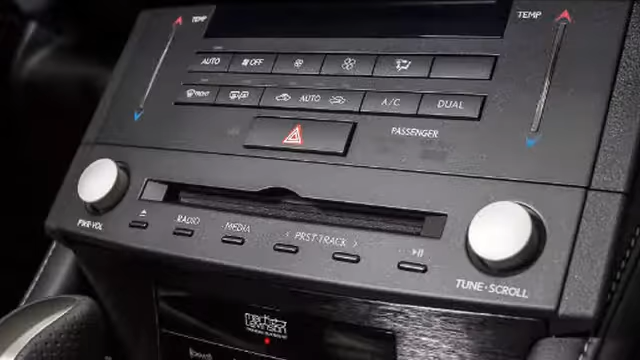 TEMP
TEMP
AUTO OFF
FRONT AUTO A/C DUAL
PASSENGER
PWR·VOL RADIO MEDIA < PRST·TRACK >
TUNE·SCROLL
Mark
Levinson